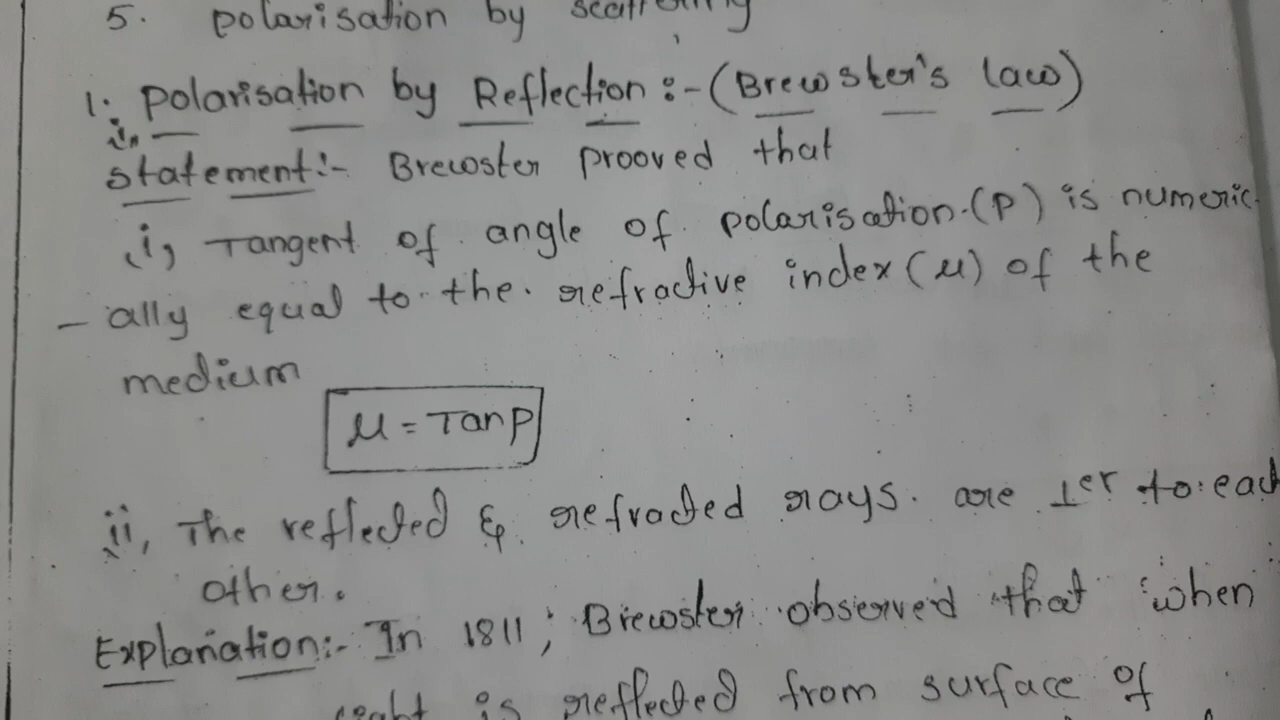 5. polarisation by scattering
1. Polarisation by Reflection :- (Brewster's law)
Statement:- Brewster prooved that
i, Tangent of angle of polarisation (P) is numeric
- ally equal to the refractive index (μ) of the
medium
μ = Tan P
ii, The reflected & refracted rays are ⊥er to each
other.
Explanation:- In 1811, Brewster observed that when
light is reflected from surface of